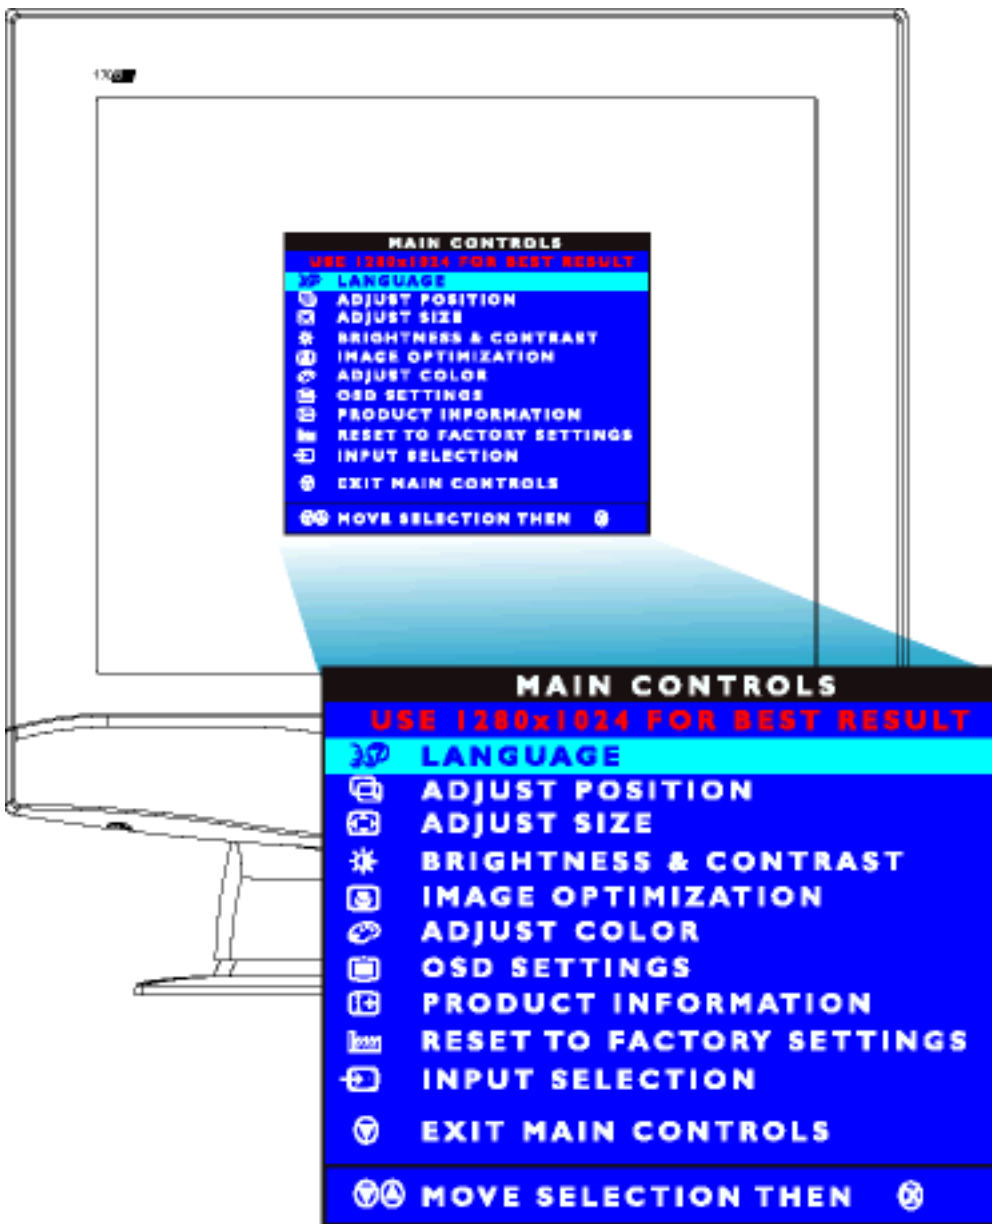 MAIN CONTROLS
USE 1280x1024 FOR BEST RESULT
LANGUAGE
ADJUST POSITION
ADJUST SIZE
BRIGHTNESS & CONTRAST
IMAGE OPTIMIZATION
ADJUST COLOR
OSD SETTINGS
PRODUCT INFORMATION
RESET TO FACTORY SETTINGS
INPUT SELECTION
EXIT MAIN CONTROLS
MOVE SELECTION THEN
MAIN CONTROLS
USE 1280x1024 FOR BEST RESULT
LANGUAGE
ADJUST POSITION
ADJUST SIZE
BRIGHTNESS & CONTRAST
IMAGE OPTIMIZATION
ADJUST COLOR
OSD SETTINGS
PRODUCT INFORMATION
RESET TO FACTORY SETTINGS
INPUT SELECTION
EXIT MAIN CONTROLS
MOVE SELECTION THEN